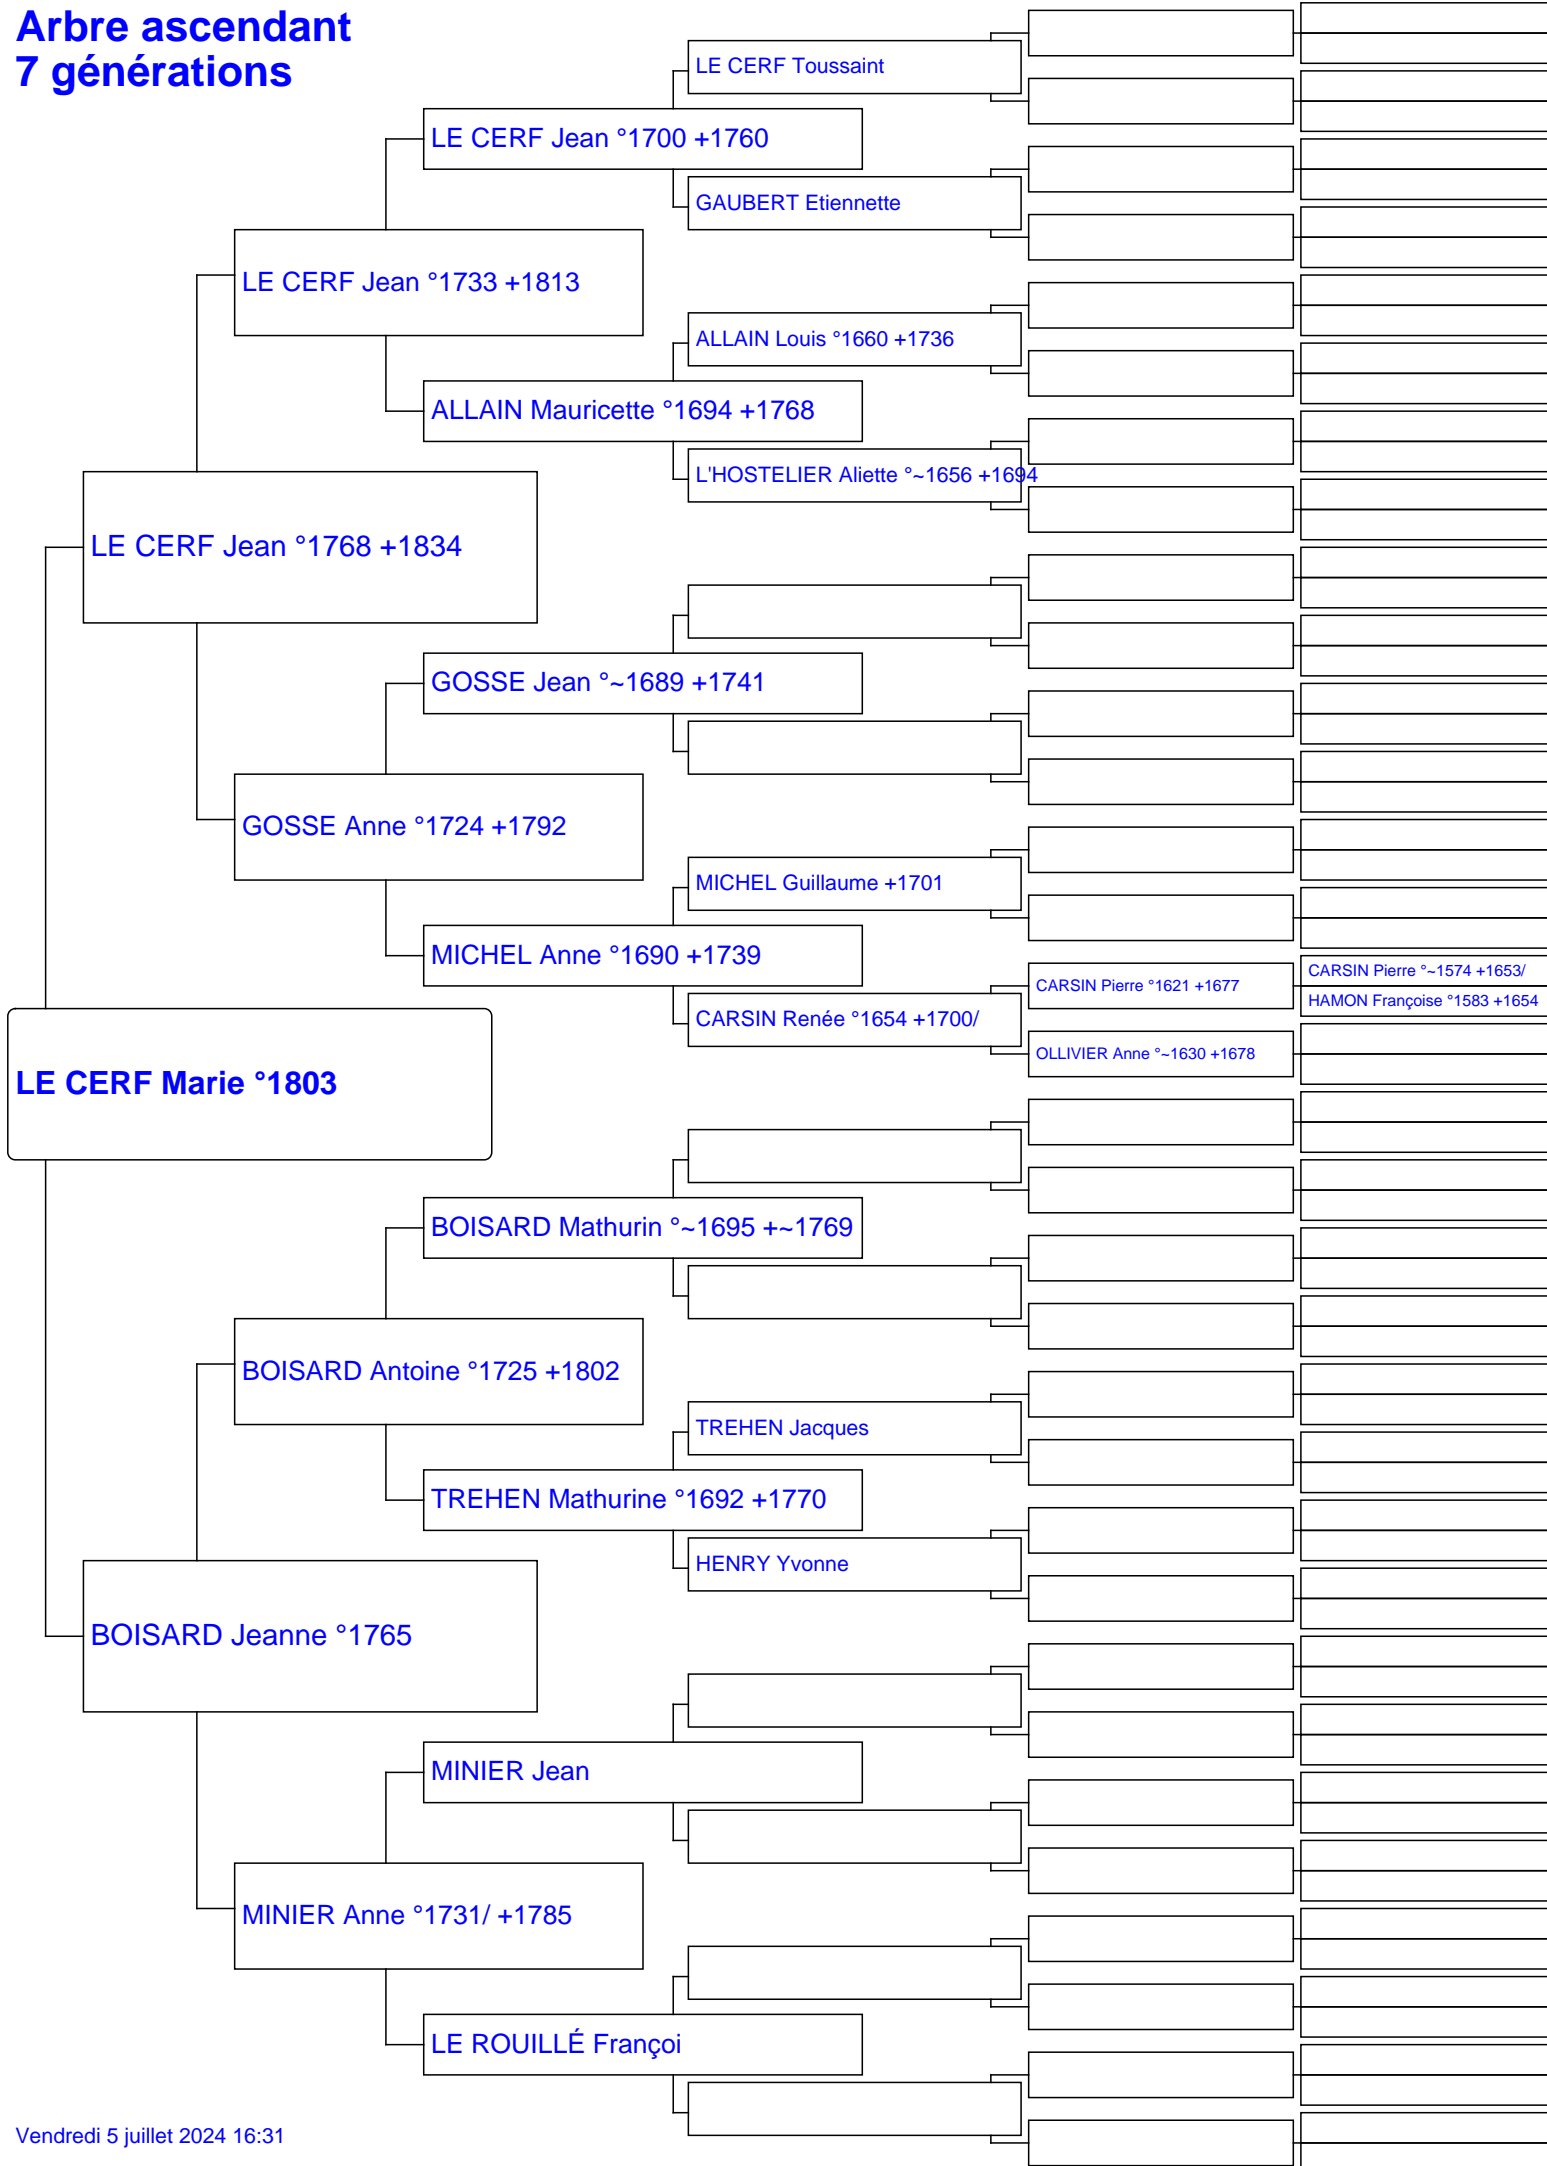 Arbre ascendant
7 générations
LE CERF Toussaint
LE CERF Jean °1700 +1760
GAUBERT Etiennette
LE CERF Jean °1733 +1813
ALLAIN Louis °1660 +1736
ALLAIN Mauricette °1694 +1768
L'HOSTELIER Aliette °~1656 +1694
LE CERF Jean °1768 +1834
GOSSE Jean °~1689 +1741
GOSSE Anne °1724 +1792
MICHEL Guillaume +1701
MICHEL Anne °1690 +1739
CARSIN Pierre °~1574 +1653/
CARSIN Pierre °1621 +1677
HAMON Françoise °1583 +1654
CARSIN Renée °1654 +1700/
OLLIVIER Anne °~1630 +1678
LE CERF Marie °1803
BOISARD Mathurin °~1695 +~1769
BOISARD Antoine °1725 +1802
TREHEN Jacques
TREHEN Mathurine °1692 +1770
HENRY Yvonne
BOISARD Jeanne °1765
MINIER Jean
MINIER Anne °1731/ +1785
LE ROUILLÉ Françoi
Vendredi 5 juillet 2024 16:31